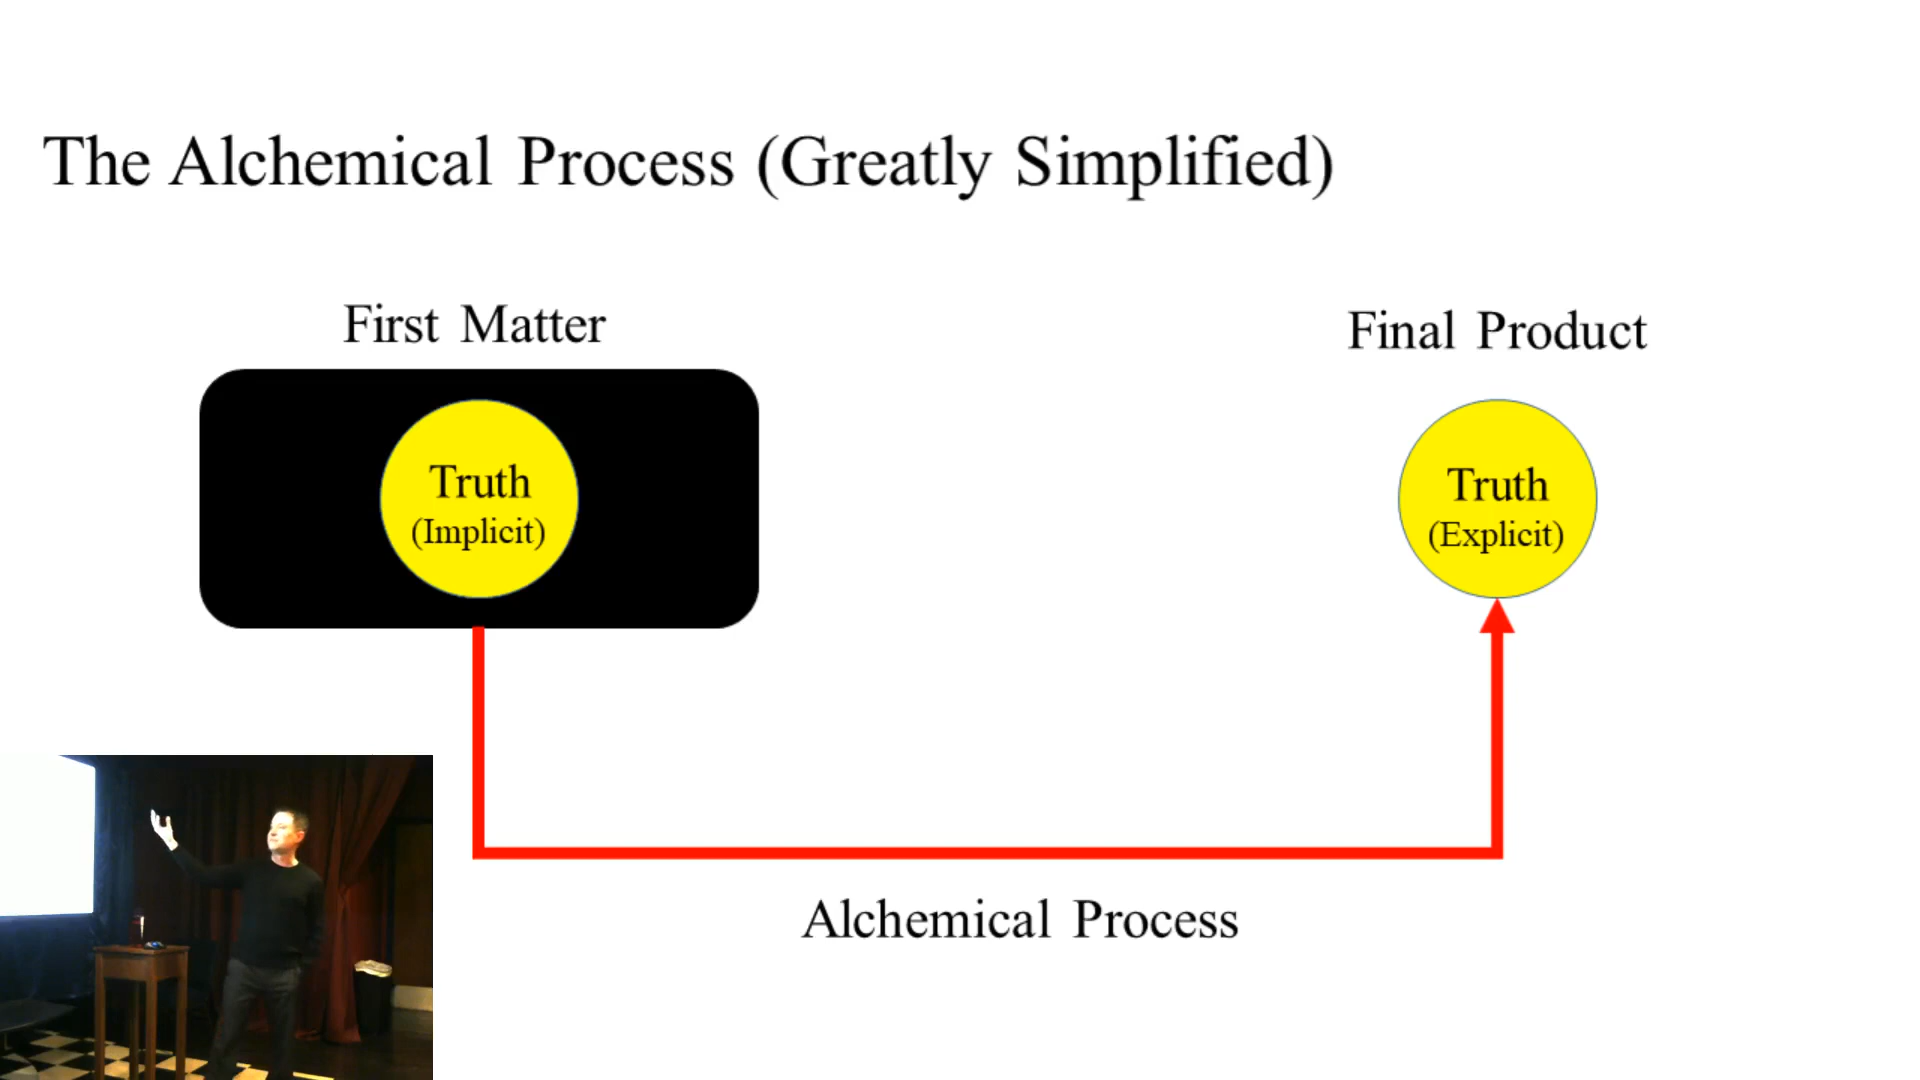 The Alchemical Process (Greatly Simplified)
First Matter
Final Product
Truth
(Implicit)
Truth
(Explicit)
Alchemical Process